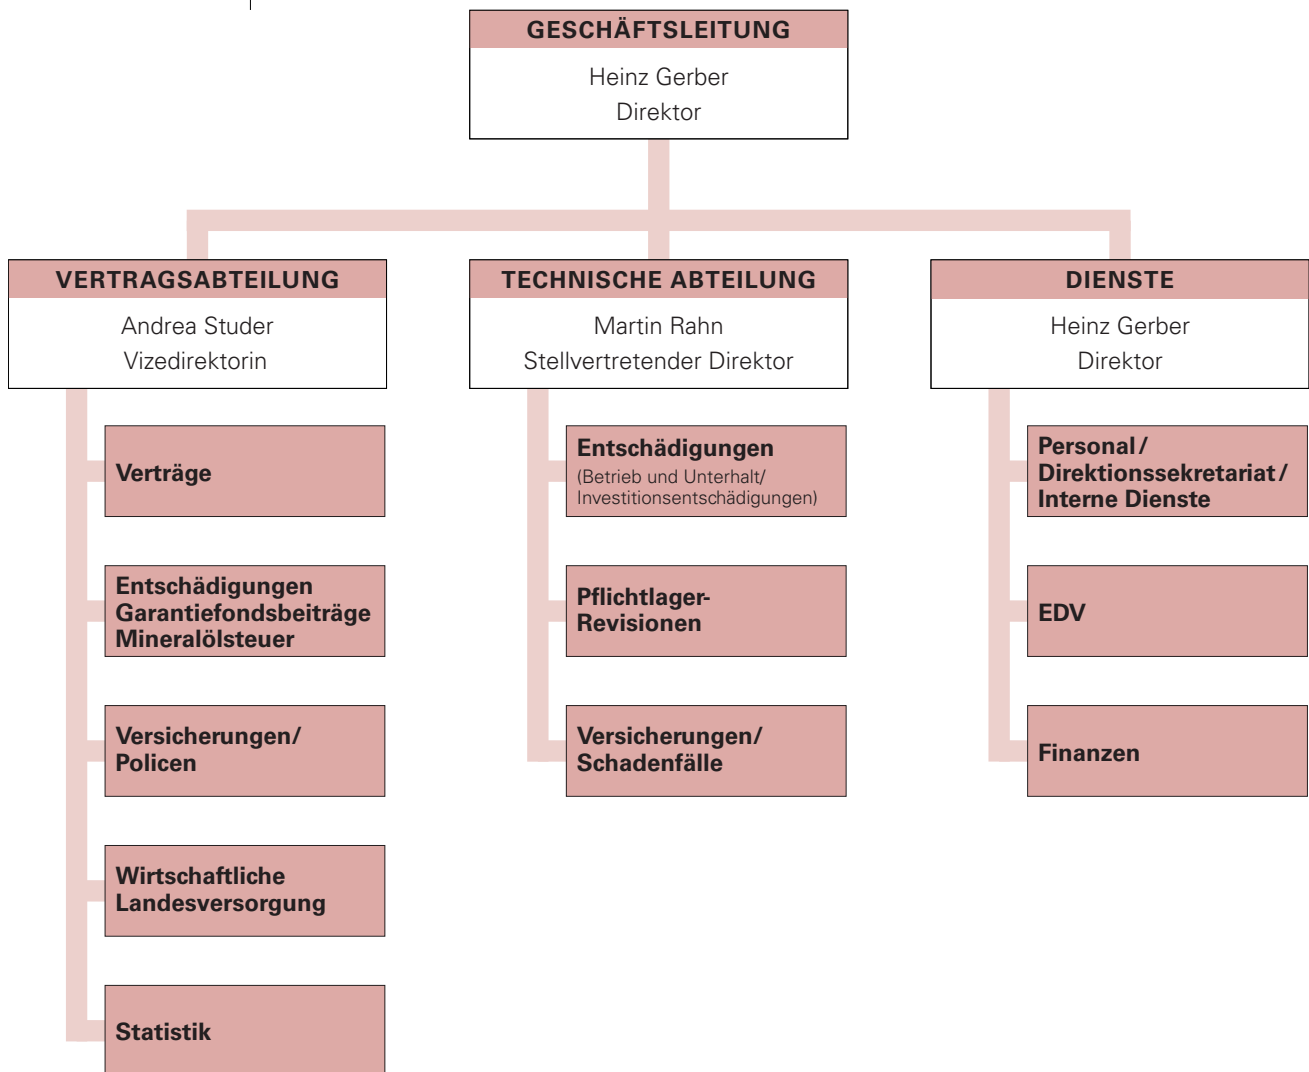 GESCHÄFTSLEITUNG
Heinz Gerber
Direktor
VERTRAGSABTEILUNG
Andrea Studer
Vizedirektorin
Verträge
Entschädigungen
Garantiefondsbeiträge
Mineralölsteuer
Versicherungen/
Policen
Wirtschaftliche
Landesversorgung
Statistik
TECHNISCHE ABTEILUNG
Martin Rahn
Stellvertretender Direktor
Entschädigungen
(Betrieb und Unterhalt/
Investitionsentschädigungen)
Pflichtlager-
Revisionen
Versicherungen/
Schadenfälle
DIENSTE
Heinz Gerber
Direktor
Personal/
Direktionssekretariat/
Interne Dienste
EDV
Finanzen